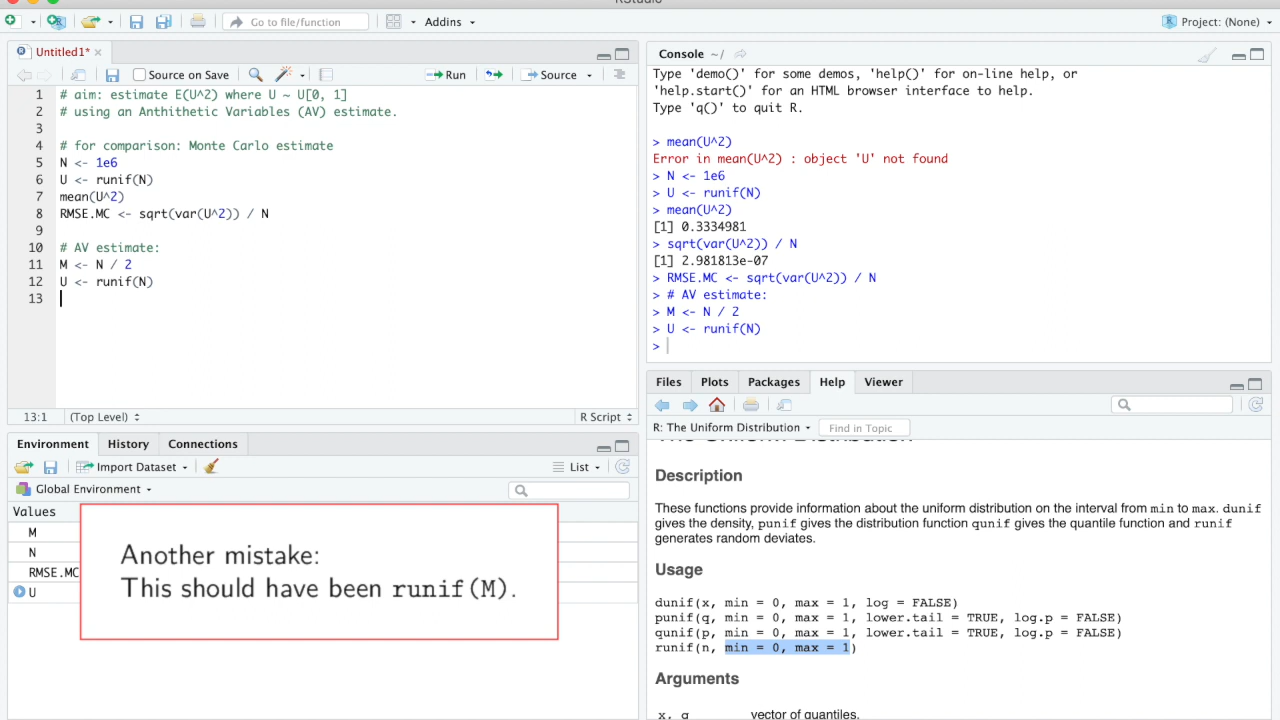 RStudio
Go to file/function
Addins
Project: (None)
Untitled1*
Source on Save
Run
Source
1 # aim: estimate E(U^2) where U ~ U[0, 1]
2 # using an Anthithetic Variables (AV) estimate.
3
4 # for comparison: Monte Carlo estimate
5 N <- 1e6
6 U <- runif(N)
7 mean(U^2)
8 RMSE.MC <- sqrt(var(U^2)) / N
9
10 # AV estimate:
11 M <- N / 2
12 U <- runif(N)
13
13:1 (Top Level) R Script
Console ~/
Type 'demo()' for some demos, 'help()' for on-line help, or
'help.start()' for an HTML browser interface to help.
Type 'q()' to quit R.
> mean(U^2)
Error in mean(U^2) : object 'U' not found
> N <- 1e6
> U <- runif(N)
> mean(U^2)
[1] 0.3334981
> sqrt(var(U^2)) / N
[1] 2.981813e-07
> RMSE.MC <- sqrt(var(U^2)) / N
> # AV estimate:
> M <- N / 2
> U <- runif(N)
>
Environment History Connections
Import Dataset List
Global Environment
Values
M
N
RMSE.MC
U
Another mistake:
This should have been runif(M).
Files Plots Packages Help Viewer
R: The Uniform Distribution Find in Topic
The Uniform Distribution
Description
These functions provide information about the uniform distribution on the interval from min to max. dunif
gives the density, punif gives the distribution function qunif gives the quantile function and runif
generates random deviates.
Usage
dunif(x, min = 0, max = 1, log = FALSE)
punif(q, min = 0, max = 1, lower.tail = TRUE, log.p = FALSE)
qunif(p, min = 0, max = 1, lower.tail = TRUE, log.p = FALSE)
runif(n, min = 0, max = 1)
Arguments
x, q vector of quantiles.